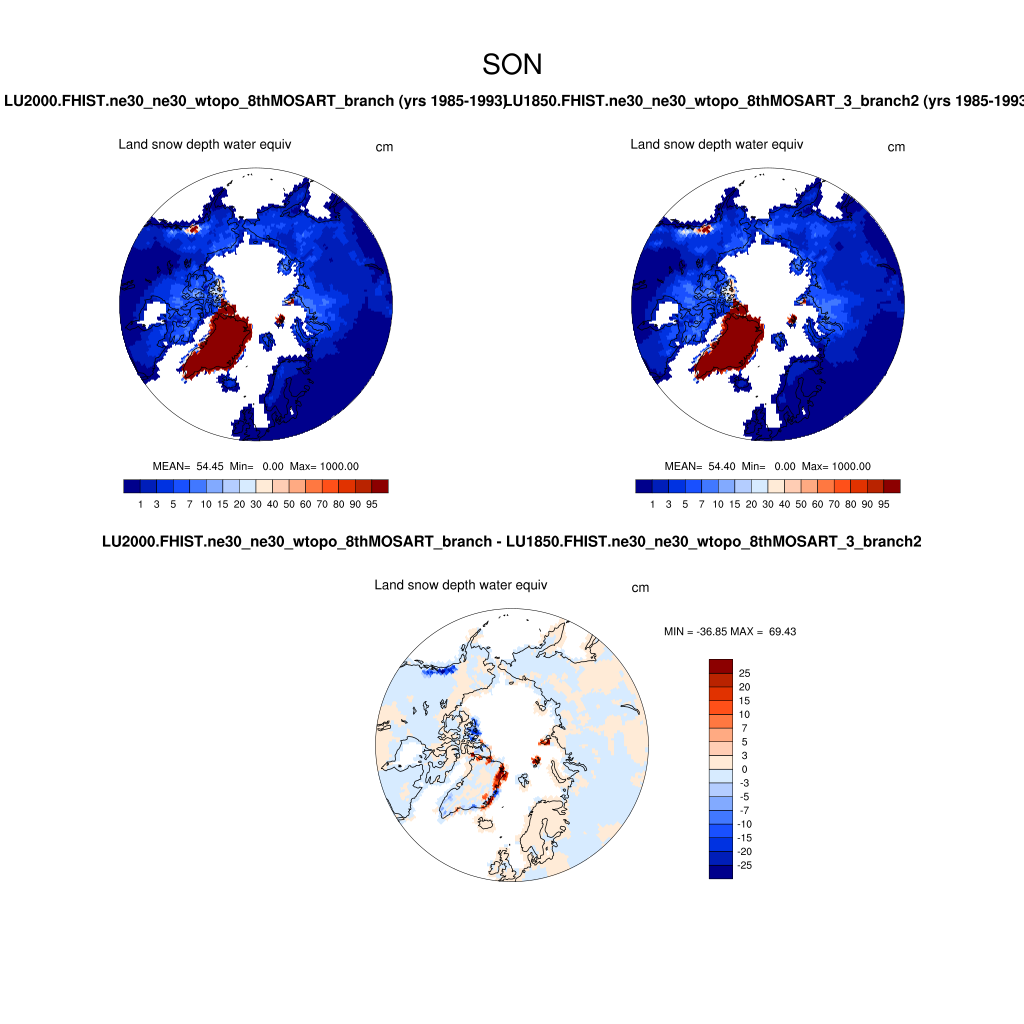 SON
LU2000.FHIST.ne30_ne30_wtopo_8thMOSART_branch (yrs 1985-1993)
LU1850.FHIST.ne30_ne30_wtopo_8thMOSART_3_branch2 (yrs 1985-1993
Land snow depth water equiv cm
Land snow depth water equiv cm
MEAN= 54.45 Min= 0.00 Max= 1000.00
MEAN= 54.40 Min= 0.00 Max= 1000.00
1 3 5 7 10 15 20 30 40 50 60 70 80 90 95
1 3 5 7 10 15 20 30 40 50 60 70 80 90 95
LU2000.FHIST.ne30_ne30_wtopo_8thMOSART_branch - LU1850.FHIST.ne30_ne30_wtopo_8thMOSART_3_branch2
Land snow depth water equiv cm
MIN = -36.85 MAX = 69.43
25
20
15
10
7
5
3
0
-3
-5
-7
-10
-15
-20
-25